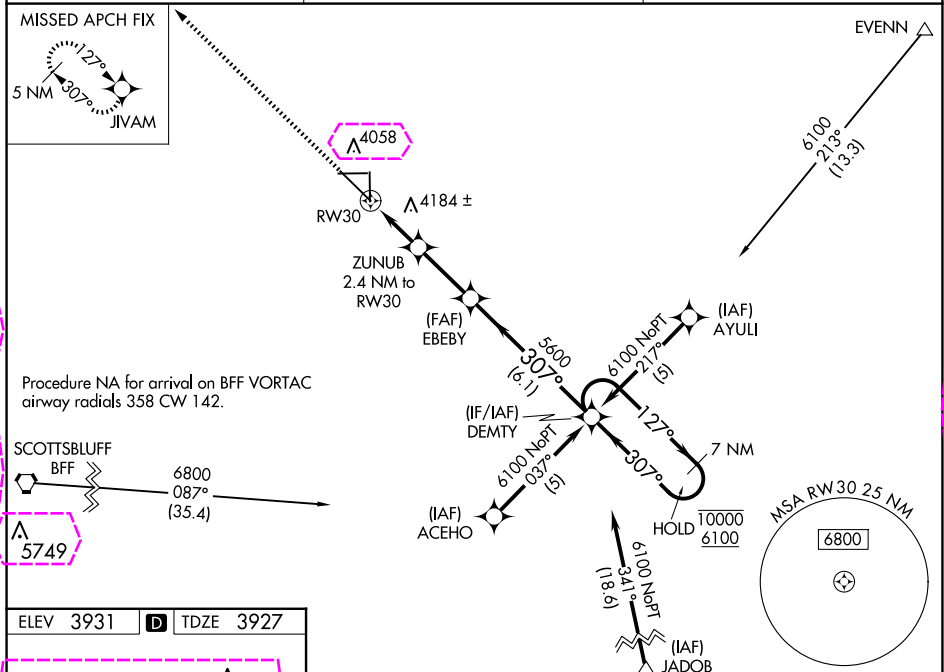 MISSED APCH FIX
127°
5 NM
307°
JIVAM
EVENN
6100
213°
(13.3)
4058
RW30
4184 ±
ZUNUB
2.4 NM to
RW30
(FAF)
EBEBY
5600
307°
(6.1)
(IAF)
AYULI
6100 NoPT
217°
(5)
Procedure NA for arrival on BFF VORTAC
airway radials 358 CW 142.
(IF/IAF)
DEMTY
127°
7 NM
307°
SCOTTSBLUFF
BFF
6800
087°
(35.4)
6100 NoPT
037°
(5)
(IAF)
ACEHO
HOLD
10000
6100
MSA RW30 25 NM
6800
5749
6100 NoPT
341°
(18.6)
(IAF)
JADOB
ELEV 3931 D TDZE 3927